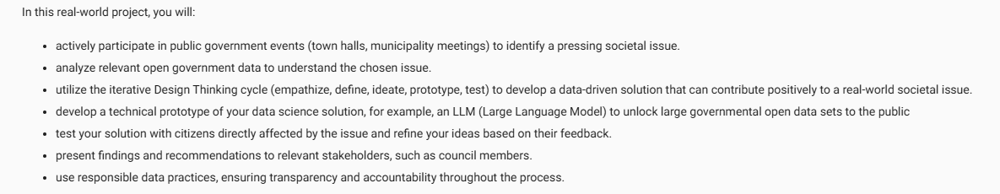 In this real-world project, you will:
• actively participate in public government events (town halls, municipality meetings) to identify a pressing societal issue.
• analyze relevant open government data to understand the chosen issue.
• utilize the iterative Design Thinking cycle (empathize, define, ideate, prototype, test) to develop a data-driven solution that can contribute positively to a real-world societal issue.
• develop a technical prototype of your data science solution, for example, an LLM (Large Language Model) to unlock large governmental open data sets to the public
• test your solution with citizens directly affected by the issue and refine your ideas based on their feedback.
• present findings and recommendations to relevant stakeholders, such as council members.
• use responsible data practices, ensuring transparency and accountability throughout the process.